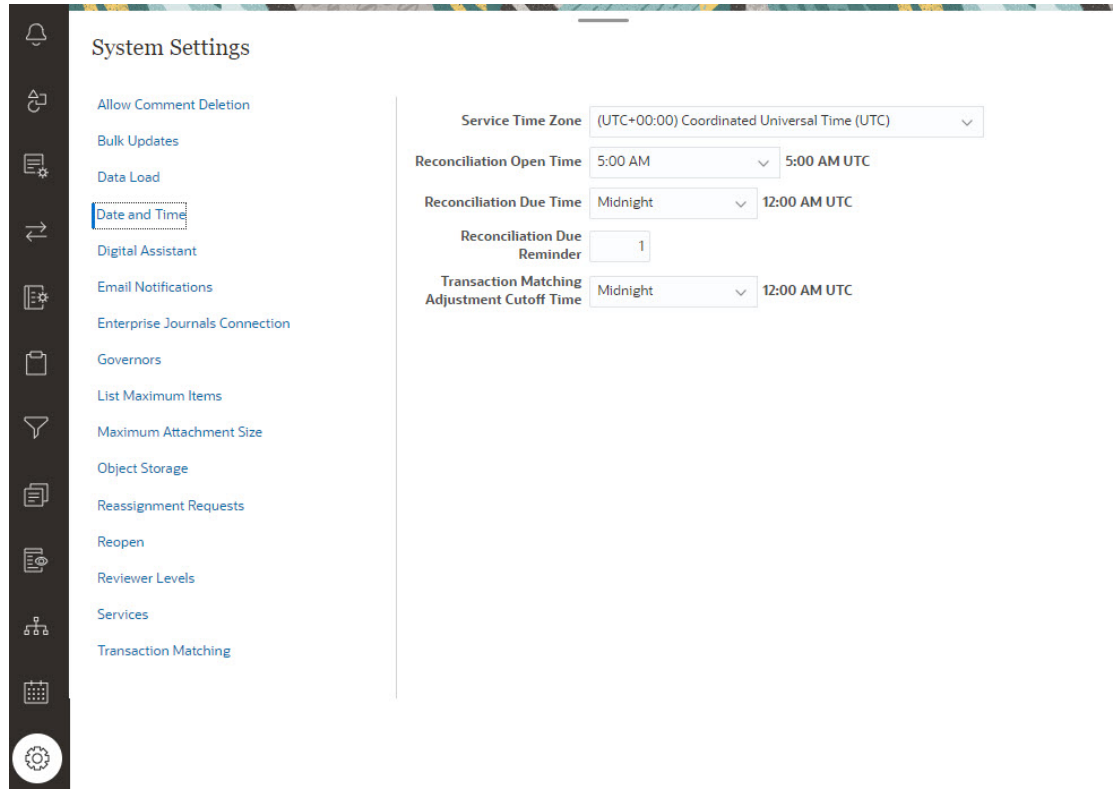 System Settings
Allow Comment Deletion
Bulk Updates
Data Load
Date and Time
Digital Assistant
Email Notifications
Enterprise Journals Connection
Governors
List Maximum Items
Maximum Attachment Size
Object Storage
Reassignment Requests
Reopen
Reviewer Levels
Services
Transaction Matching
Service Time Zone (UTC+00:00) Coordinated Universal Time (UTC)
Reconciliation Open Time 5:00 AM 5:00 AM UTC
Reconciliation Due Time Midnight 12:00 AM UTC
Reconciliation Due
Reminder 1
Transaction Matching
Adjustment Cutoff Time Midnight 12:00 AM UTC